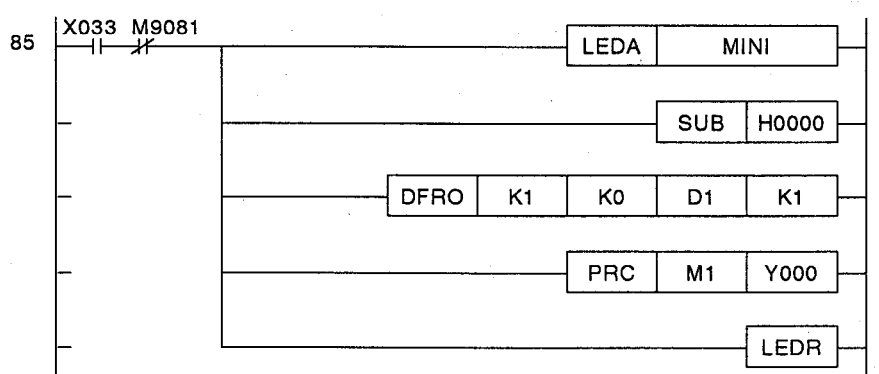 X033 M9081
85 LEDA MINI
SUB H0000
DFRO K1 K0 D1 K1
PRC M1 Y000
LEDR